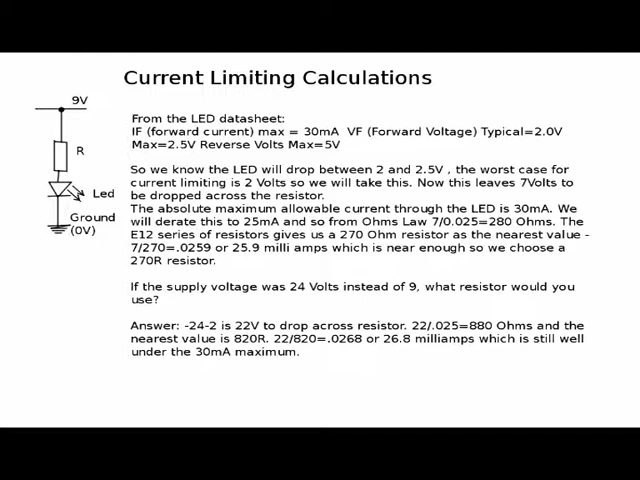 Current Limiting Calculations
9V
From the LED datasheet:
IF (forward current) max = 30mA  VF (Forward Voltage) Typical=2.0V
Max=2.5V Reverse Volts Max=5V
R
So we know the LED will drop between 2 and 2.5V , the worst case for
current limiting is 2 Volts so we will take this. Now this leaves 7Volts to
be dropped across the resistor.
Led
The absolute maximum allowable current through the LED is 30mA. We
will derate this to 25mA and so from Ohms Law 7/0.025=280 Ohms. The
E12 series of resistors gives us a 270 Ohm resistor as the nearest value -
7/270=.0259 or 25.9 milli amps which is near enough so we choose a
270R resistor.
Ground
(0V)
If the supply voltage was 24 Volts instead of 9, what resistor would you
use?
Answer: -24-2 is 22V to drop across resistor. 22/.025=880 Ohms and the
nearest value is 820R. 22/820=.0268 or 26.8 milliamps which is still well
under the 30mA maximum.